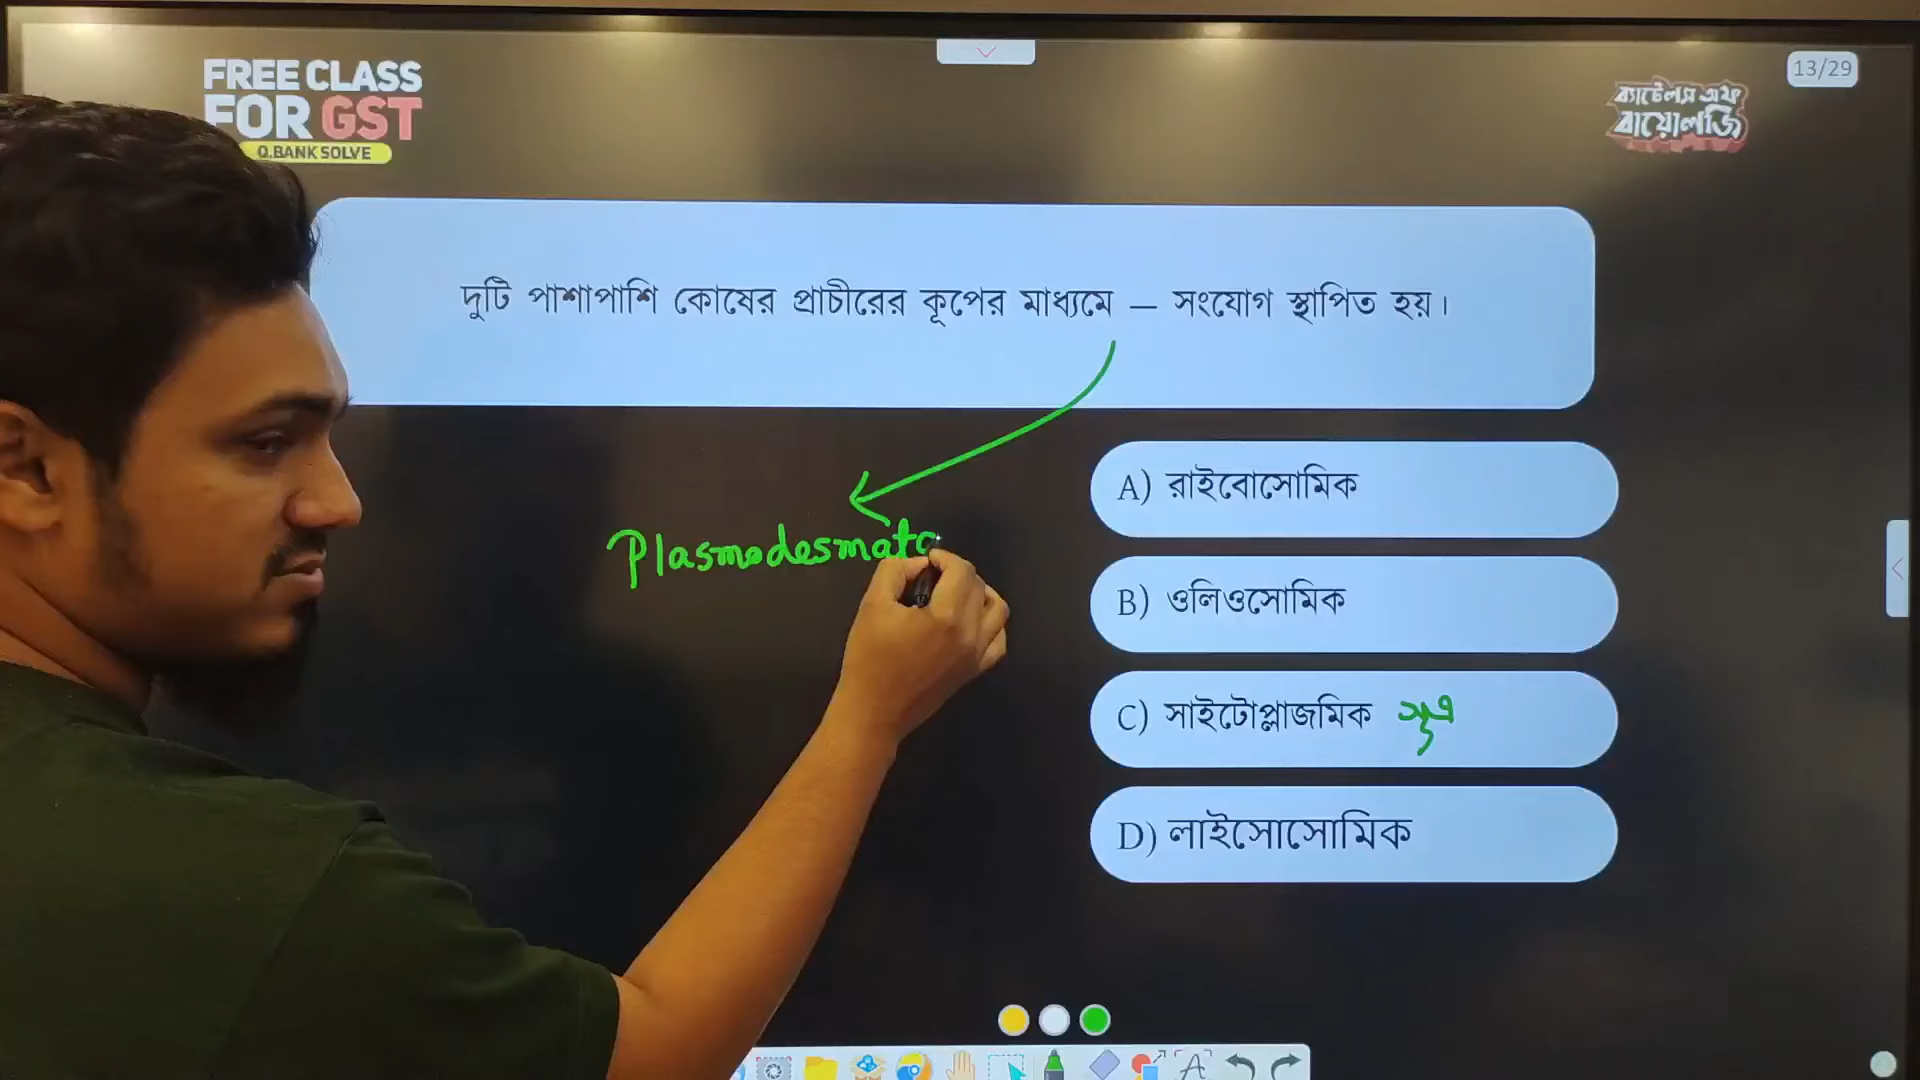 FREE CLASS
FOR GST
Q.BANK SOLVE
ব্যাটেলস অফ
বায়োলজি
13/29
দুটি পাশাপাশি কোষের প্রাচীরের কূপের মাধ্যমে – সংযোগ স্থাপিত হয়।
Plasmodesmata
A) রাইবোসোমিক
B) ওলিওসোমিক
C) সাইটোপ্লাজমিক সূত্র
D) লাইসোসোমিক